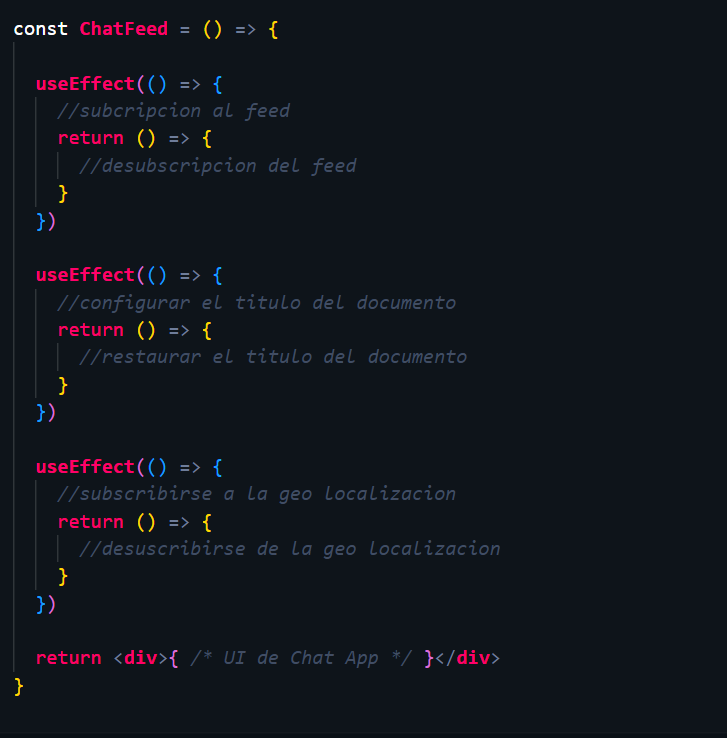 const ChatFeed = () => {
useEffect(() => {
//subcripcion al feed
return () => {
//desubscripcion del feed
}
})
useEffect(() => {
//configurar el titulo del documento
return () => {
//restaurar el titulo del documento
}
})
useEffect(() => {
//subscribirse a la geo localizacion
return () => {
//desuscribirse de la geo localizacion
}
})
return <div>{ /* UI de Chat App */ }</div>
}